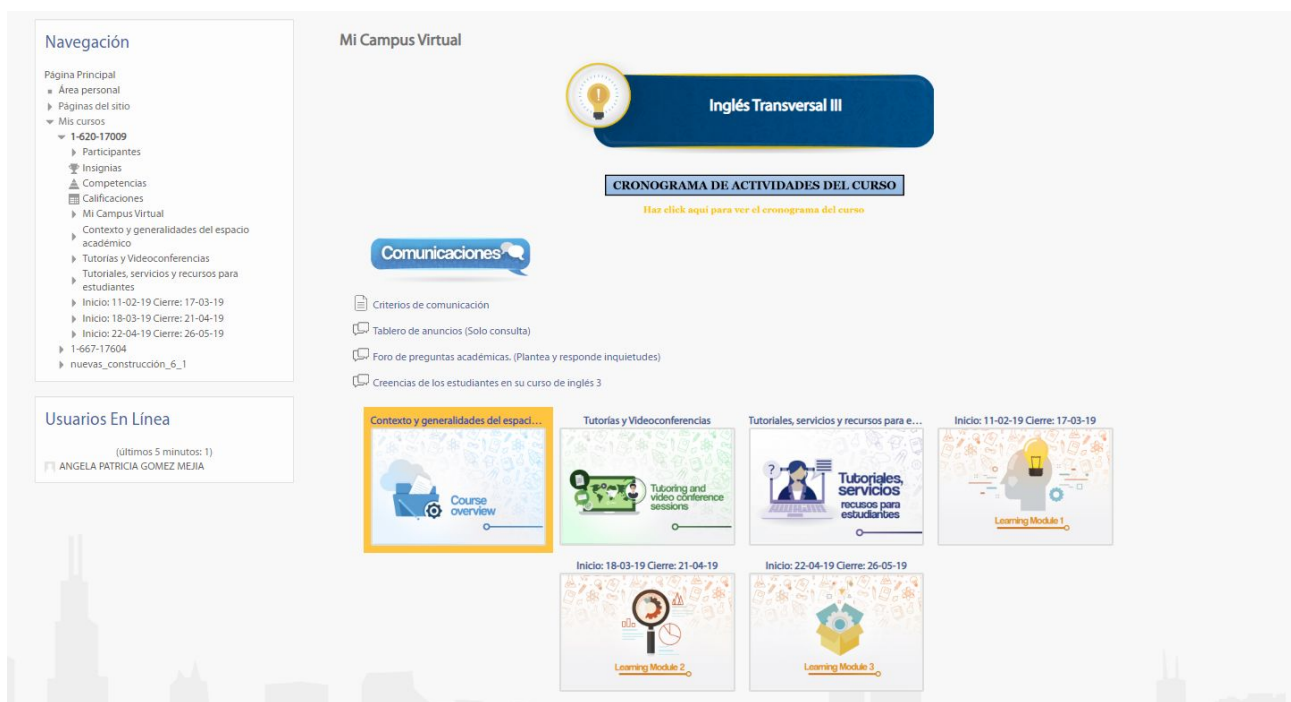 Navegación
Página Principal
Área personal
Páginas del sitio
Mis cursos
1-620-17009
Participantes
Insignias
Competencias
Calificaciones
Mi Campus Virtual
Contexto y generalidades del espacio
académico
Tutorías y Videoconferencias
Tutoriales, servicios y recursos para
estudiantes
Inicio: 11-02-19 Cierre: 17-03-19
Inicio: 18-03-19 Cierre: 21-04-19
Inicio: 22-04-19 Cierre: 26-05-19
1-667-17604
nuevas_construcción_6_1
Usuarios En Línea
(últimos 5 minutos: 1)
ANGELA PATRICIA GOMEZ MEJIA
Mi Campus Virtual
Inglés Transversal III
CRONOGRAMA DE ACTIVIDADES DEL CURSO
Haz click aquí para ver el cronograma del curso
Comunicaciones
Criterios de comunicación
Tablero de anuncios (Solo consulta)
Foro de preguntas académicas. (Plantea y responde inquietudes)
Creencias de los estudiantes en su curso de inglés 3
Contexto y generalidades del espaci...
Course
overview
Tutorías y Videoconferencias
Tutoring and
video conference
sessions
Tutoriales, servicios y recursos para e...
?
Tutoriales,
servicios
recusos para
estudiantes
Inicio: 11-02-19 Cierre: 17-03-19
Learning Module 1
Inicio: 18-03-19 Cierre: 21-04-19
Learning Module 2
Inicio: 22-04-19 Cierre: 26-05-19
Learning Module 3